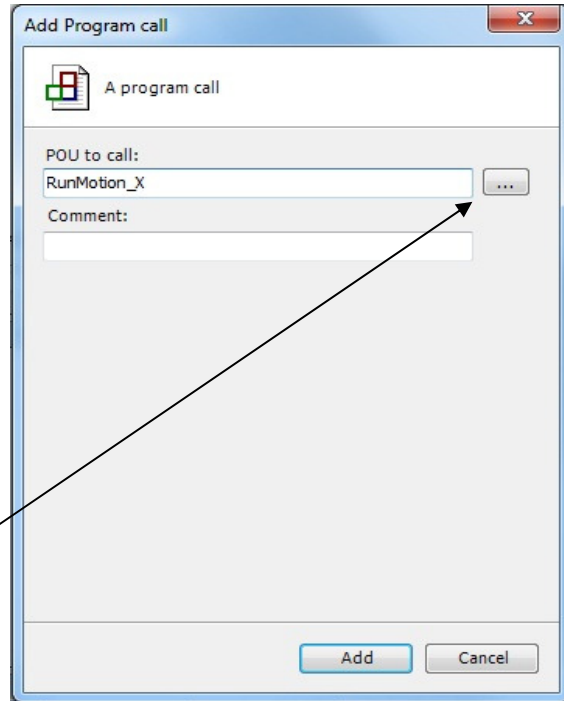 Add Program call
A program call
POU to call:
RunMotion_X
...
Comment:
Add
Cancel